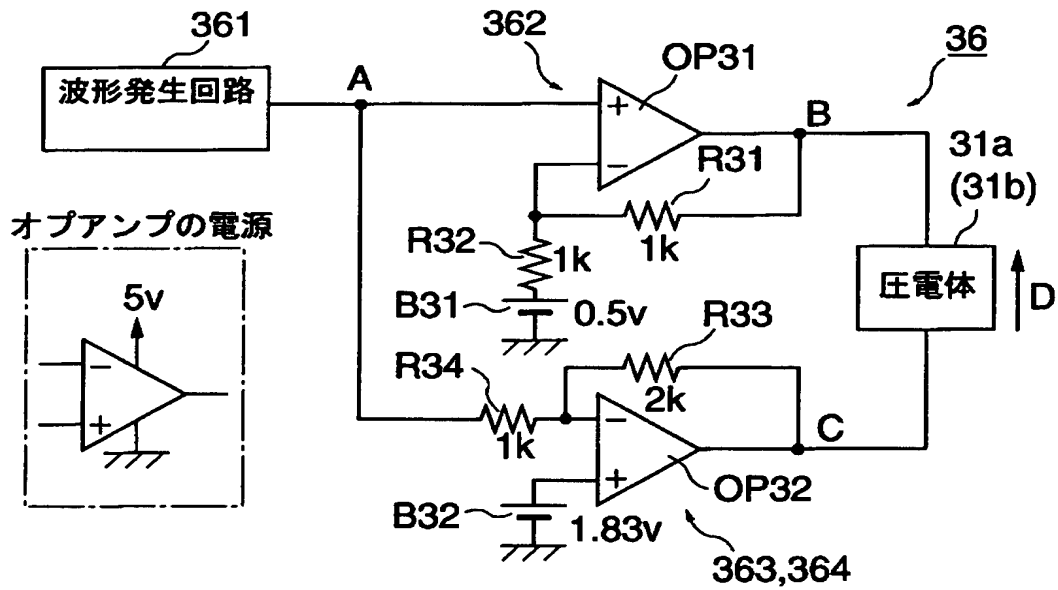 361
波形発生回路
A
362
OP31
36
+
−
B
R31
1k
31a
(31b)
オプアンプの電源
5v
−
+
R32
1k
B31
0.5v
圧電体
D
R33
2k
R34
1k
−
+
C
OP32
B32
1.83v
363,364